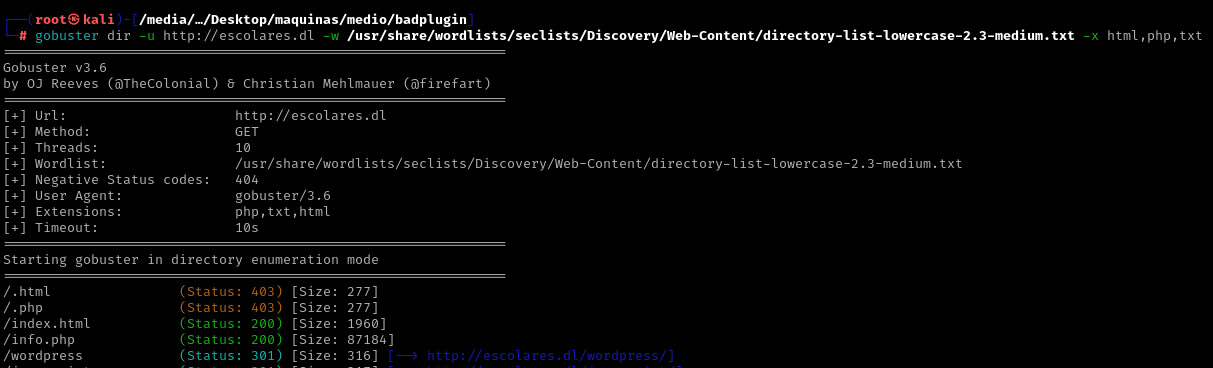 ┌──(root㉿kali)-[/media/…/Desktop/maquinas/medio/badplugin]
└─# gobuster dir -u http://escolares.dl -w /usr/share/wordlists/seclists/Discovery/Web-Content/directory-list-lowercase-2.3-medium.txt -x html,php,txt
===============================================================
Gobuster v3.6
by OJ Reeves (@TheColonial) & Christian Mehlmauer (@firefart)
===============================================================
[+] Url:                     http://escolares.dl
[+] Method:                  GET
[+] Threads:                 10
[+] Wordlist:                /usr/share/wordlists/seclists/Discovery/Web-Content/directory-list-lowercase-2.3-medium.txt
[+] Negative Status codes:   404
[+] User Agent:              gobuster/3.6
[+] Extensions:              php,txt,html
[+] Timeout:                 10s
===============================================================
Starting gobuster in directory enumeration mode
===============================================================
/.html                (Status: 403) [Size: 277]
/.php                 (Status: 403) [Size: 277]
/index.html           (Status: 200) [Size: 1960]
/info.php             (Status: 200) [Size: 87184]
/wordpress            (Status: 301) [Size: 316] [--> http://escolares.dl/wordpress/]